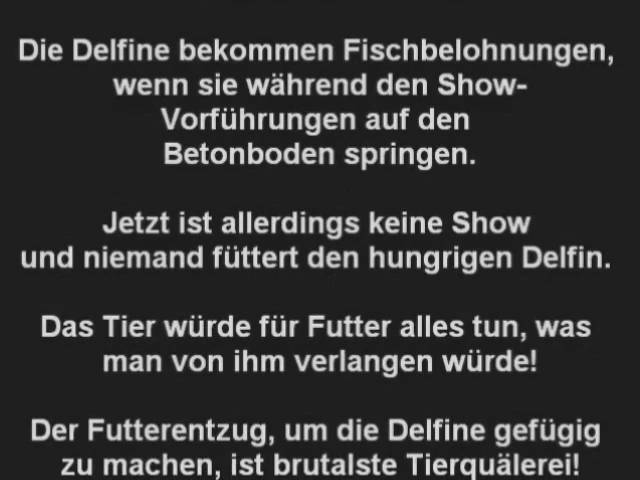 Die Delfine bekommen Fischbelohnungen,
wenn sie während den Show-
Vorführungen auf den
Betonboden springen.
Jetzt ist allerdings keine Show
und niemand füttert den hungrigen Delfin.
Das Tier würde für Futter alles tun, was
man von ihm verlangen würde!
Der Futterentzug, um die Delfine gefügig
zu machen, ist brutalste Tierquälerei!